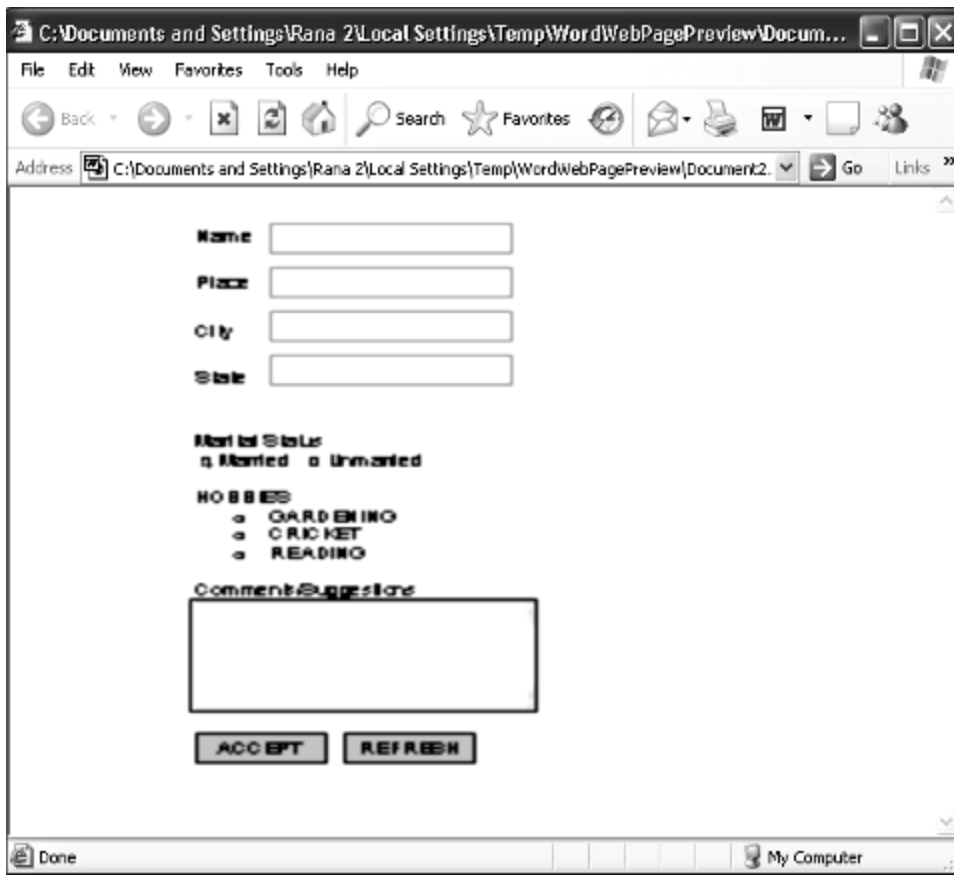 C:\Documents and Settings\Rana 2\Local Settings\Temp\WordWebPagePreview\Docum...
File Edit View Favorites Tools Help
Back Search Favorites
Address C:\Documents and Settings\Rana 2\Local Settings\Temp\WordWebPagePreview\Document2. Go Links »
Name
Place
City
State
Marital Status
Married Unmarried
HOBBIES
GARDENING
CRICKET
READING
Comments/Suggestions
ACCEPT REFRESH
Done My Computer